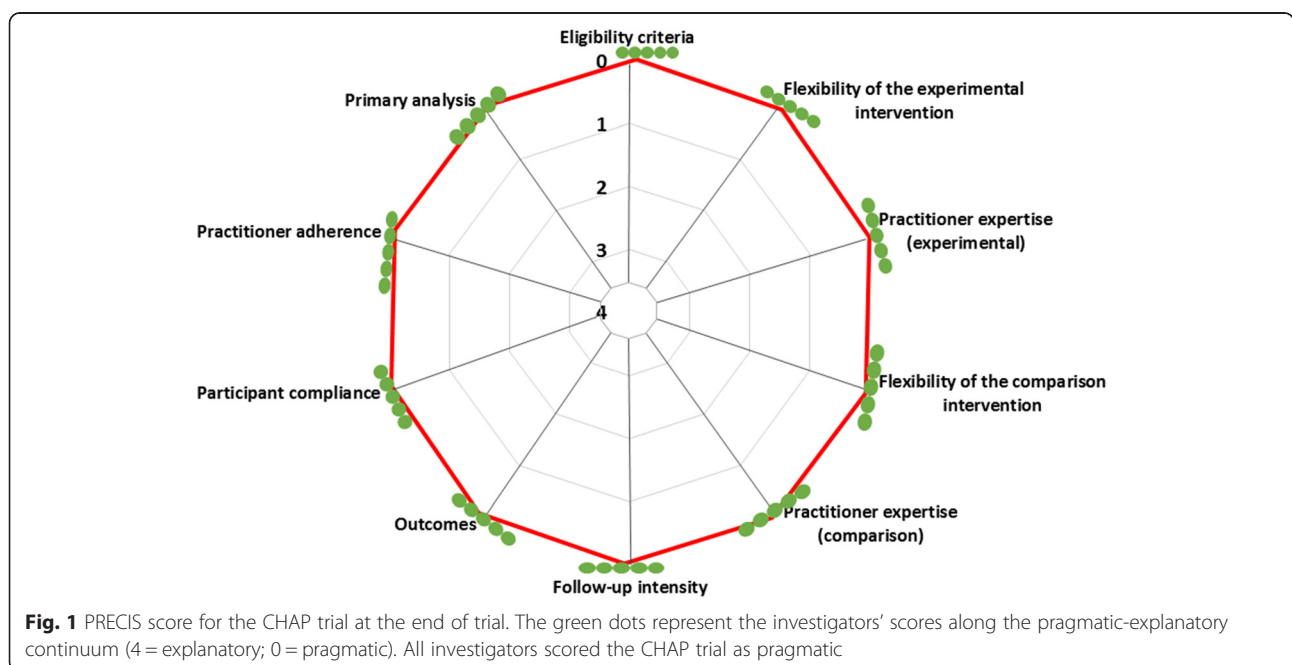 Eligibility criteria
0
Primary analysis
Flexibility of the experimental
intervention
1
2
Practitioner adherence
Practitioner expertise
(experimental)
3
4
Participant compliance
Flexibility of the comparison
intervention
Outcomes
Practitioner expertise
(comparison)
Follow-up intensity
Fig. 1 PRECIS score for the CHAP trial at the end of trial. The green dots represent the investigators' scores along the pragmatic-explanatory
continuum (4 = explanatory; 0 = pragmatic). All investigators scored the CHAP trial as pragmatic